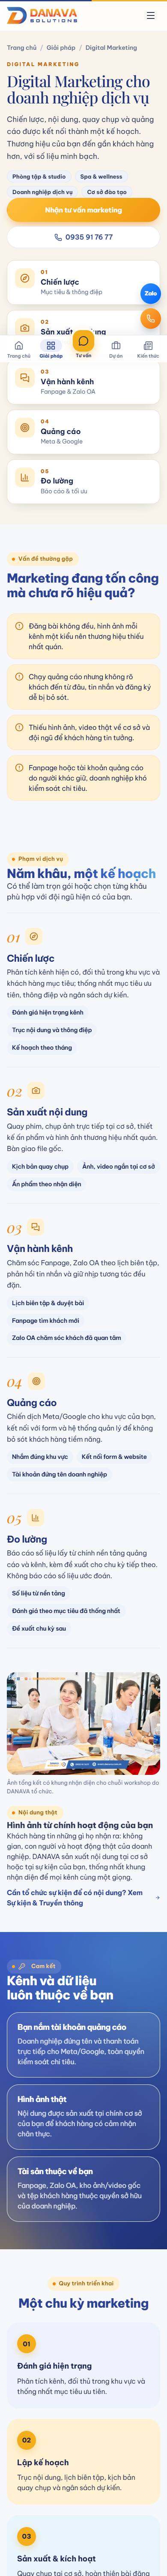 DANAVA
SOLUTIONS
Trang chủ / Giải pháp / Digital Marketing
DIGITAL MARKETING
Digital Marketing cho
doanh nghiệp dịch vụ
Chiến lược, nội dung, quay chụp và quảng
cáo được kết nối thành một kế hoạch.
Thương hiệu của bạn đến gần khách hàng
hơn, với số liệu minh bạch.
Phòng tập & studio
Spa & wellness
Doanh nghiệp dịch vụ
Cơ sở đào tạo
Nhận tư vấn marketing
0935 91 76 77
01
Chiến lược
Mục tiêu & thông điệp
Zalo
02
Trang chủ
Giải pháp
Tư vấn
Dự án
Kiến thức
03
Vận hành kênh
Fanpage & Zalo OA
04
Quảng cáo
Meta & Google
05
Đo lường
Báo cáo & tối ưu
Vấn đề thường gặp
Marketing đang tốn công
mà chưa rõ hiệu quả?
Đăng bài không đều, hình ảnh mỗi
kênh một kiểu nên thương hiệu thiếu
nhất quán.
Chạy quảng cáo nhưng không rõ
khách đến từ đâu, tin nhắn và đăng ký
dễ bị bỏ sót.
Thiếu hình ảnh, video thật về cơ sở và
đội ngũ để khách hàng tin tưởng.
Fanpage hoặc tài khoản quảng cáo
do người khác giữ, doanh nghiệp khó
kiểm soát chi tiêu.
Phạm vi dịch vụ
Năm khâu, một kế hoạch
Có thể làm trọn gói hoặc chọn từng khâu
phù hợp với đội ngũ hiện có của bạn.
01
Chiến lược
Phân tích kênh hiện có, đối thủ trong khu vực và
khách hàng mục tiêu; thống nhất mục tiêu ưu
tiên, thông điệp và ngân sách dự kiến.
Đánh giá hiện trạng kênh
Trục nội dung và thông điệp
Kế hoạch theo tháng
02
Sản xuất nội dung
Quay phim, chụp ảnh trực tiếp tại cơ sở, thiết
kế ấn phẩm và hình ảnh thương hiệu nhất quán.
Bàn giao file gốc.
Kịch bản quay chụp
Ảnh, video ngắn tại cơ sở
Ấn phẩm theo nhận diện
03
Vận hành kênh
Chăm sóc Fanpage, Zalo OA theo lịch biên tập,
phản hồi tin nhắn và giữ nhịp tương tác đều
đặn.
Lịch biên tập & duyệt bài
Fanpage tìm khách mới
Zalo OA chăm sóc khách đã quan tâm
04
Quảng cáo
Chiến dịch Meta/Google cho khu vực của bạn,
kết nối với form và hệ thống quản lý để không
bỏ sót khách hàng tiềm năng.
Nhắm đúng khu vực
Kết nối form & website
Tài khoản đứng tên doanh nghiệp
05
Đo lường
Báo cáo số liệu lấy từ chính nền tảng quảng
cáo và kênh, kèm đề xuất cho chu kỳ tiếp theo.
Không báo cáo số liệu ước đoán.
Số liệu từ nền tảng
Đánh giá theo mục tiêu đã thống nhất
Đề xuất chu kỳ sau
Ảnh tổng kết có khung nhận diện cho chuỗi workshop do
DANAVA tổ chức.
Nội dung thật
Hình ảnh từ chính hoạt động của bạn
Khách hàng tin những gì họ nhận ra: không
gian, con người và hoạt động thật của doanh
nghiệp. DANAVA sản xuất nội dung tại cơ sở
hoặc tại sự kiện của bạn, thống nhất khung
nhận diện để mọi kênh cùng một giọng.
Cần tổ chức sự kiện để có nội dung? Xem
Sự kiện & Truyền thông
Cam kết
Kênh và dữ liệu
luôn thuộc về bạn
Bạn nắm tài khoản quảng cáo
Doanh nghiệp đứng tên và thanh toán
trực tiếp cho Meta/Google, toàn quyền
kiểm soát chi tiêu.
Hình ảnh thật
Nội dung được sản xuất tại chính cơ sở
của bạn để khách hàng có cảm nhận
chân thực.
Tài sản thuộc về bạn
Fanpage, Zalo OA, kho ảnh/video gốc
và tệp khách hàng thuộc quyền sở hữu
của doanh nghiệp.
Quy trình triển khai
Một chu kỳ marketing
01
Đánh giá hiện trạng
Phân tích kênh, đối thủ trong khu vực và
thống nhất mục tiêu ưu tiên.
02
Lập kế hoạch
Trục nội dung, lịch biên tập, kịch bản
quay chụp và ngân sách dự kiến.
03
Sản xuất & kích hoạt
Quay chụp tại cơ sở, hoàn thiện bài đăng